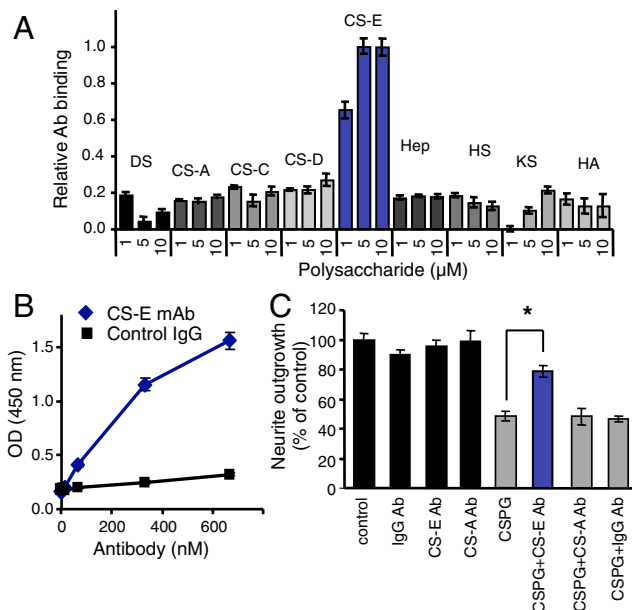 A
Relative Ab binding
1.0
0.8
0.6
0.4
0.2
0.0
DS
CS-A
CS-C
CS-D
CS-E
Hep
HS
KS
HA
1 5 10 1 5 10 1 5 10 1 5 10 1 5 10 1 5 10 1 5 10 1 5 10 1 5 10
Polysaccharide (µM)
B
CS-E mAb
Control IgG
OD (450 nm)
1.5
1.0
0.5
0.0
0 200 400 600
Antibody (nM)
C
*
Neurite outgrowth
(% of control)
120
100
80
60
40
20
0
control
IgG Ab
CS-E Ab
CS-A Ab
CSPG
CSPG+CS-E Ab
CSPG+CS-A Ab
CSPG+IgG Ab